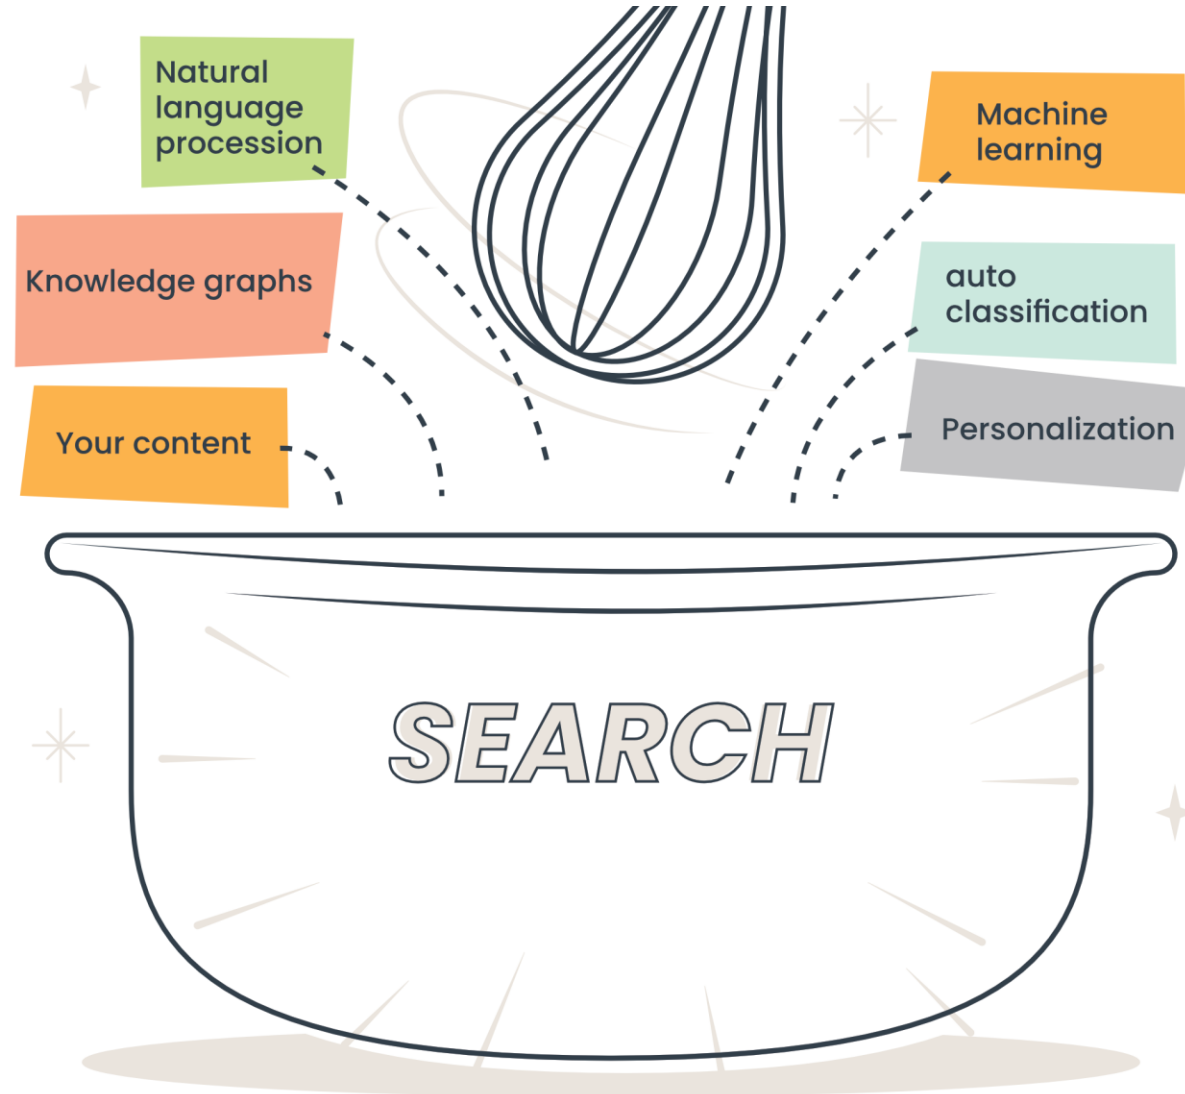 Natural
language
procession
Knowledge graphs
Your content
Machine
learning
auto
classification
Personalization
SEARCH